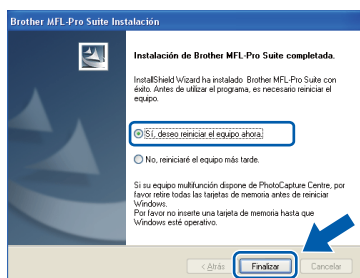 Brother MFL-Pro Suite Instalación
Instalación de Brother MFL-Pro Suite completada.
InstallShield Wizard ha instalado Brother MFL-Pro Suite con
éxito. Antes de utilizar el programa, es necesario reiniciar el
equipo.
Sí, deseo reiniciar el equipo ahora.
No, reiniciaré el equipo más tarde.
Si su equipo multifunción dispone de PhotoCapture Centre, por
favor retire todas las tarjetas de memoria antes de reiniciar
Windows.
Por favor no inserte una tarjeta de memoria hasta que
Windows esté operativo.
< Atrás
Finalizar
Cancelar